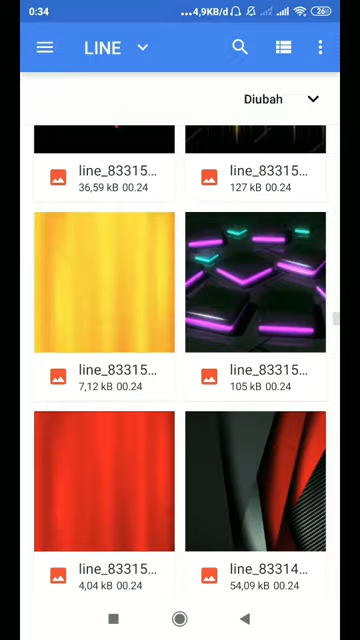 0:34
...4,9KB/d
26
LINE
Diubah
line_83315...
36,59 kB 00.24
line_83315...
127 kB 00.24
line_83315...
7,12 kB 00.24
line_83315...
105 kB 00.24
line_83315...
4,04 kB 00.24
line_83314...
54,09 kB 00.24